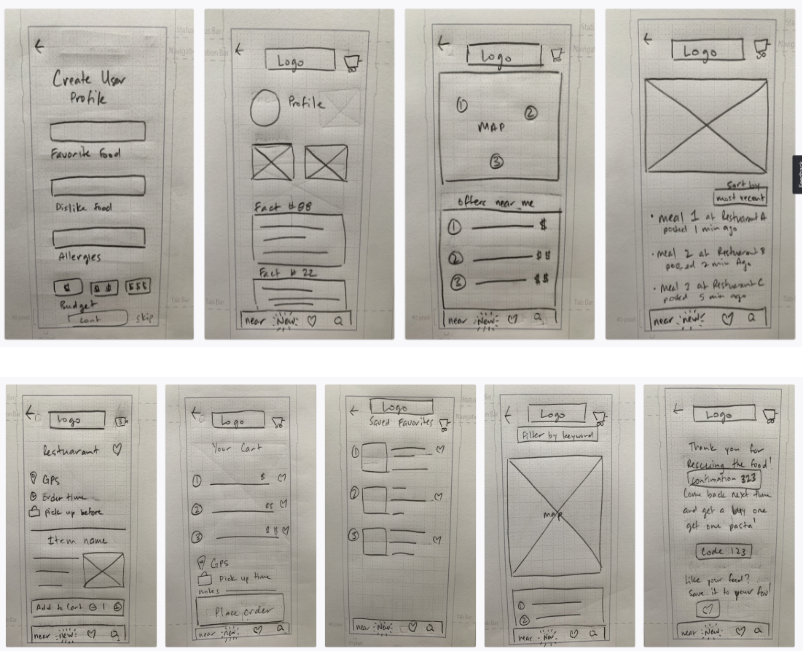 Create User
Profile
Favorite food
Dislike food
Allergies
$ $$ $$$
Budget
cont skip
Logo
Profile
Fact # 88
Fact # 22
near New! ♡
Logo
①
②
MAP
③
offers near me
① $
② $$
③ $$
near New! ♡
Logo
Sort by
most recent
• meal 1 at Restaurant A
posted 1 min ago
• meal 2 at Restaurant B
posted 2 min Ago
• meal 2 at Restaurant C
posted 5 min ago
near new! ♡
Logo
Restuarant ♡
GPS
Order time
pick up before
Item name
Add to Cart ⊖ 1 ⊕
near new!
Logo
Your Cart
① $ ♡
② $$ ♡
③ $$ ♡
GPS
Pick up time
notes
Place order
near new! ♡
Logo
Saved Favorites
①
②
③
near New! ♡
Logo
Filter by keyword
map
①
②
near New! ♡
Logo
Thank you for
Rescuing the food!
Confirmation 323
Come back next time
and get a buy one
get one pasta!
Code 123
Like your food?
Save it to your fav!
♡
near New! ♡